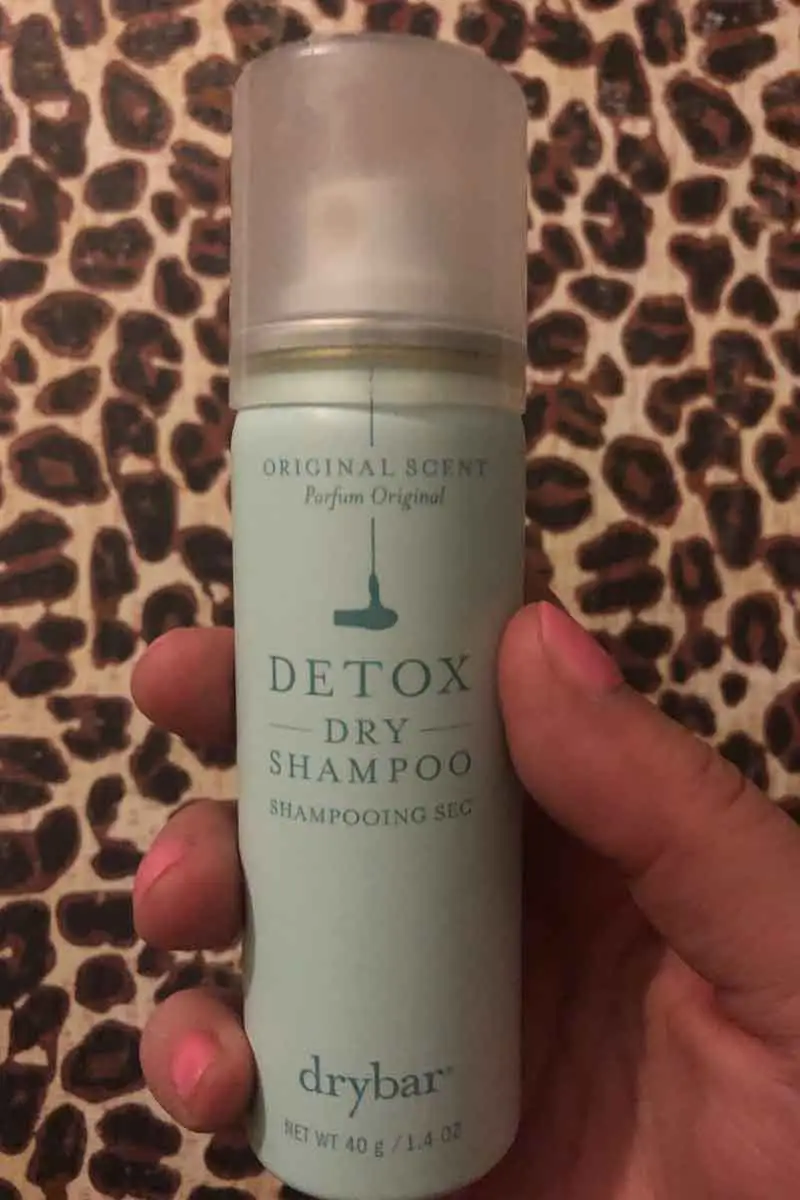 ORIGINAL SCENT
Parfum Original
DETOX
DRY
SHAMPOO
SHAMPOOING SEC
drybar®
NET WT 40 g / 1.4 OZ